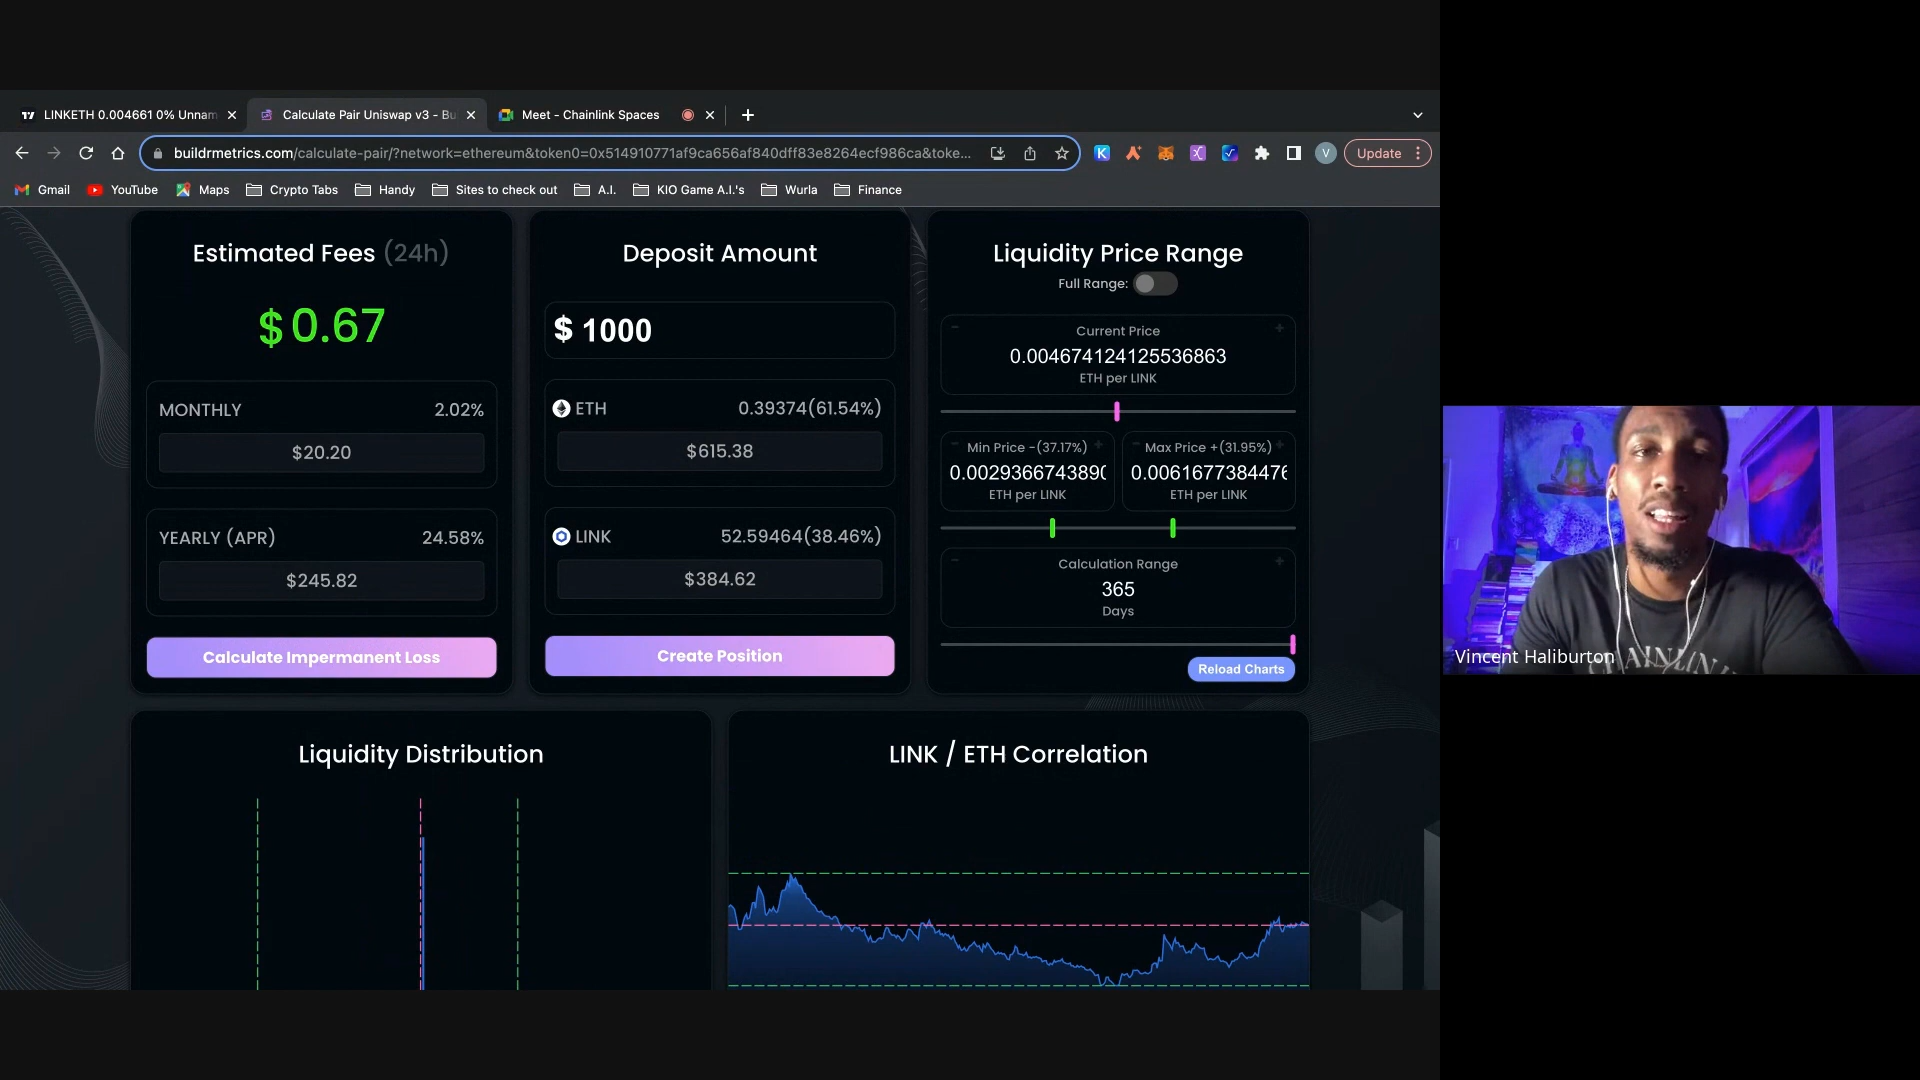 LINKETH 0.004661 0% Unnam
Calculate Pair Uniswap v3 - Bu
Meet - Chainlink Spaces
buildrmetrics.com/calculate-pair/?network=ethereum&token0=0x514910771af9ca656af840dff83e8264ecf986ca&toke...
V
Update
Gmail
YouTube
Maps
Crypto Tabs
Handy
Sites to check out
A.I.
KIO Game A.I.'s
Wurla
Finance
Estimated Fees (24h)
$0.67
MONTHLY 2.02%
$20.20
YEARLY (APR) 24.58%
$245.82
Calculate Impermanent Loss
Deposit Amount
$ 1000
ETH 0.39374(61.54%)
$615.38
LINK 52.59464(38.46%)
$384.62
Create Position
Liquidity Price Range
Full Range:
Current Price
0.004674124125536863
ETH per LINK
Min Price -(37.17%)
0.0029366743890
ETH per LINK
Max Price +(31.95%)
0.0061677384476
ETH per LINK
Calculation Range
365
Days
Reload Charts
Liquidity Distribution
LINK / ETH Correlation
Vincent Haliburton